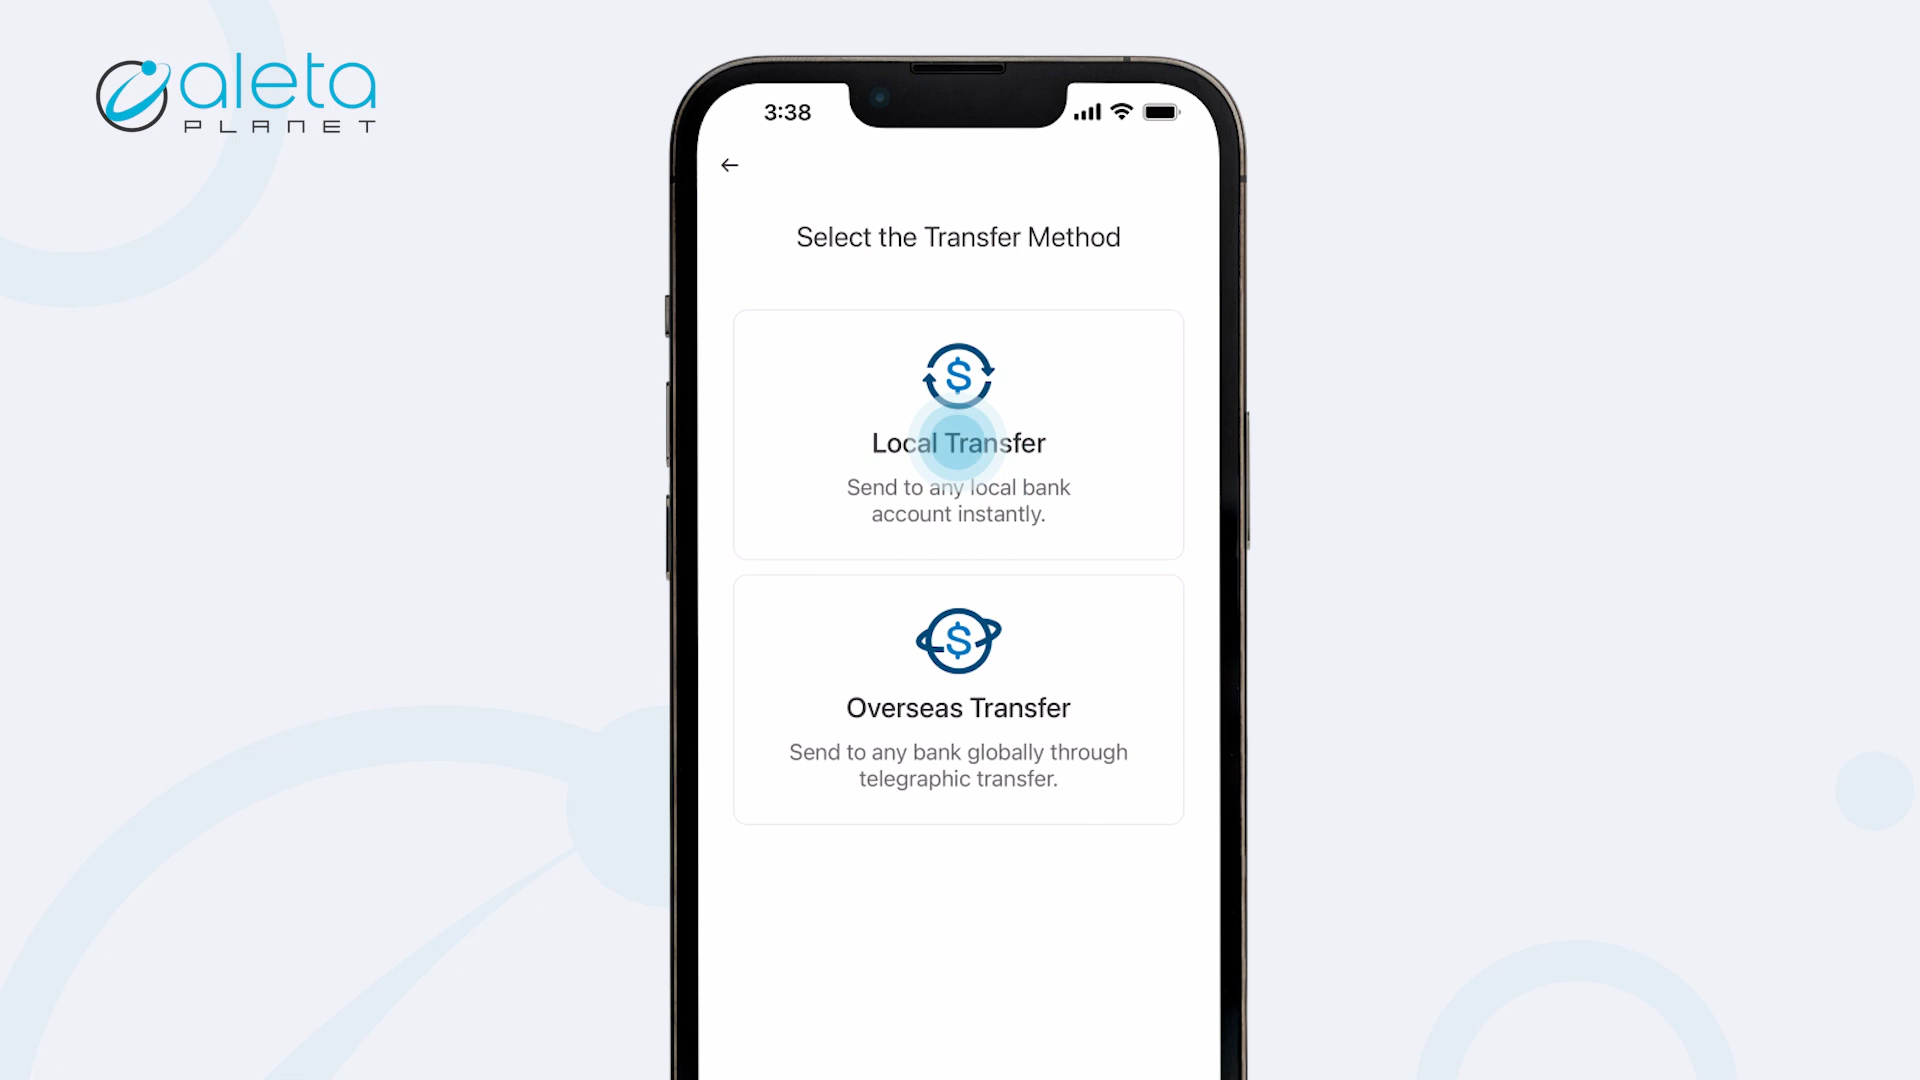 aleta
PLANET
3:38
Select the Transfer Method
$
Local Transfer
Send to any local bank
account instantly.
$
Overseas Transfer
Send to any bank globally through
telegraphic transfer.